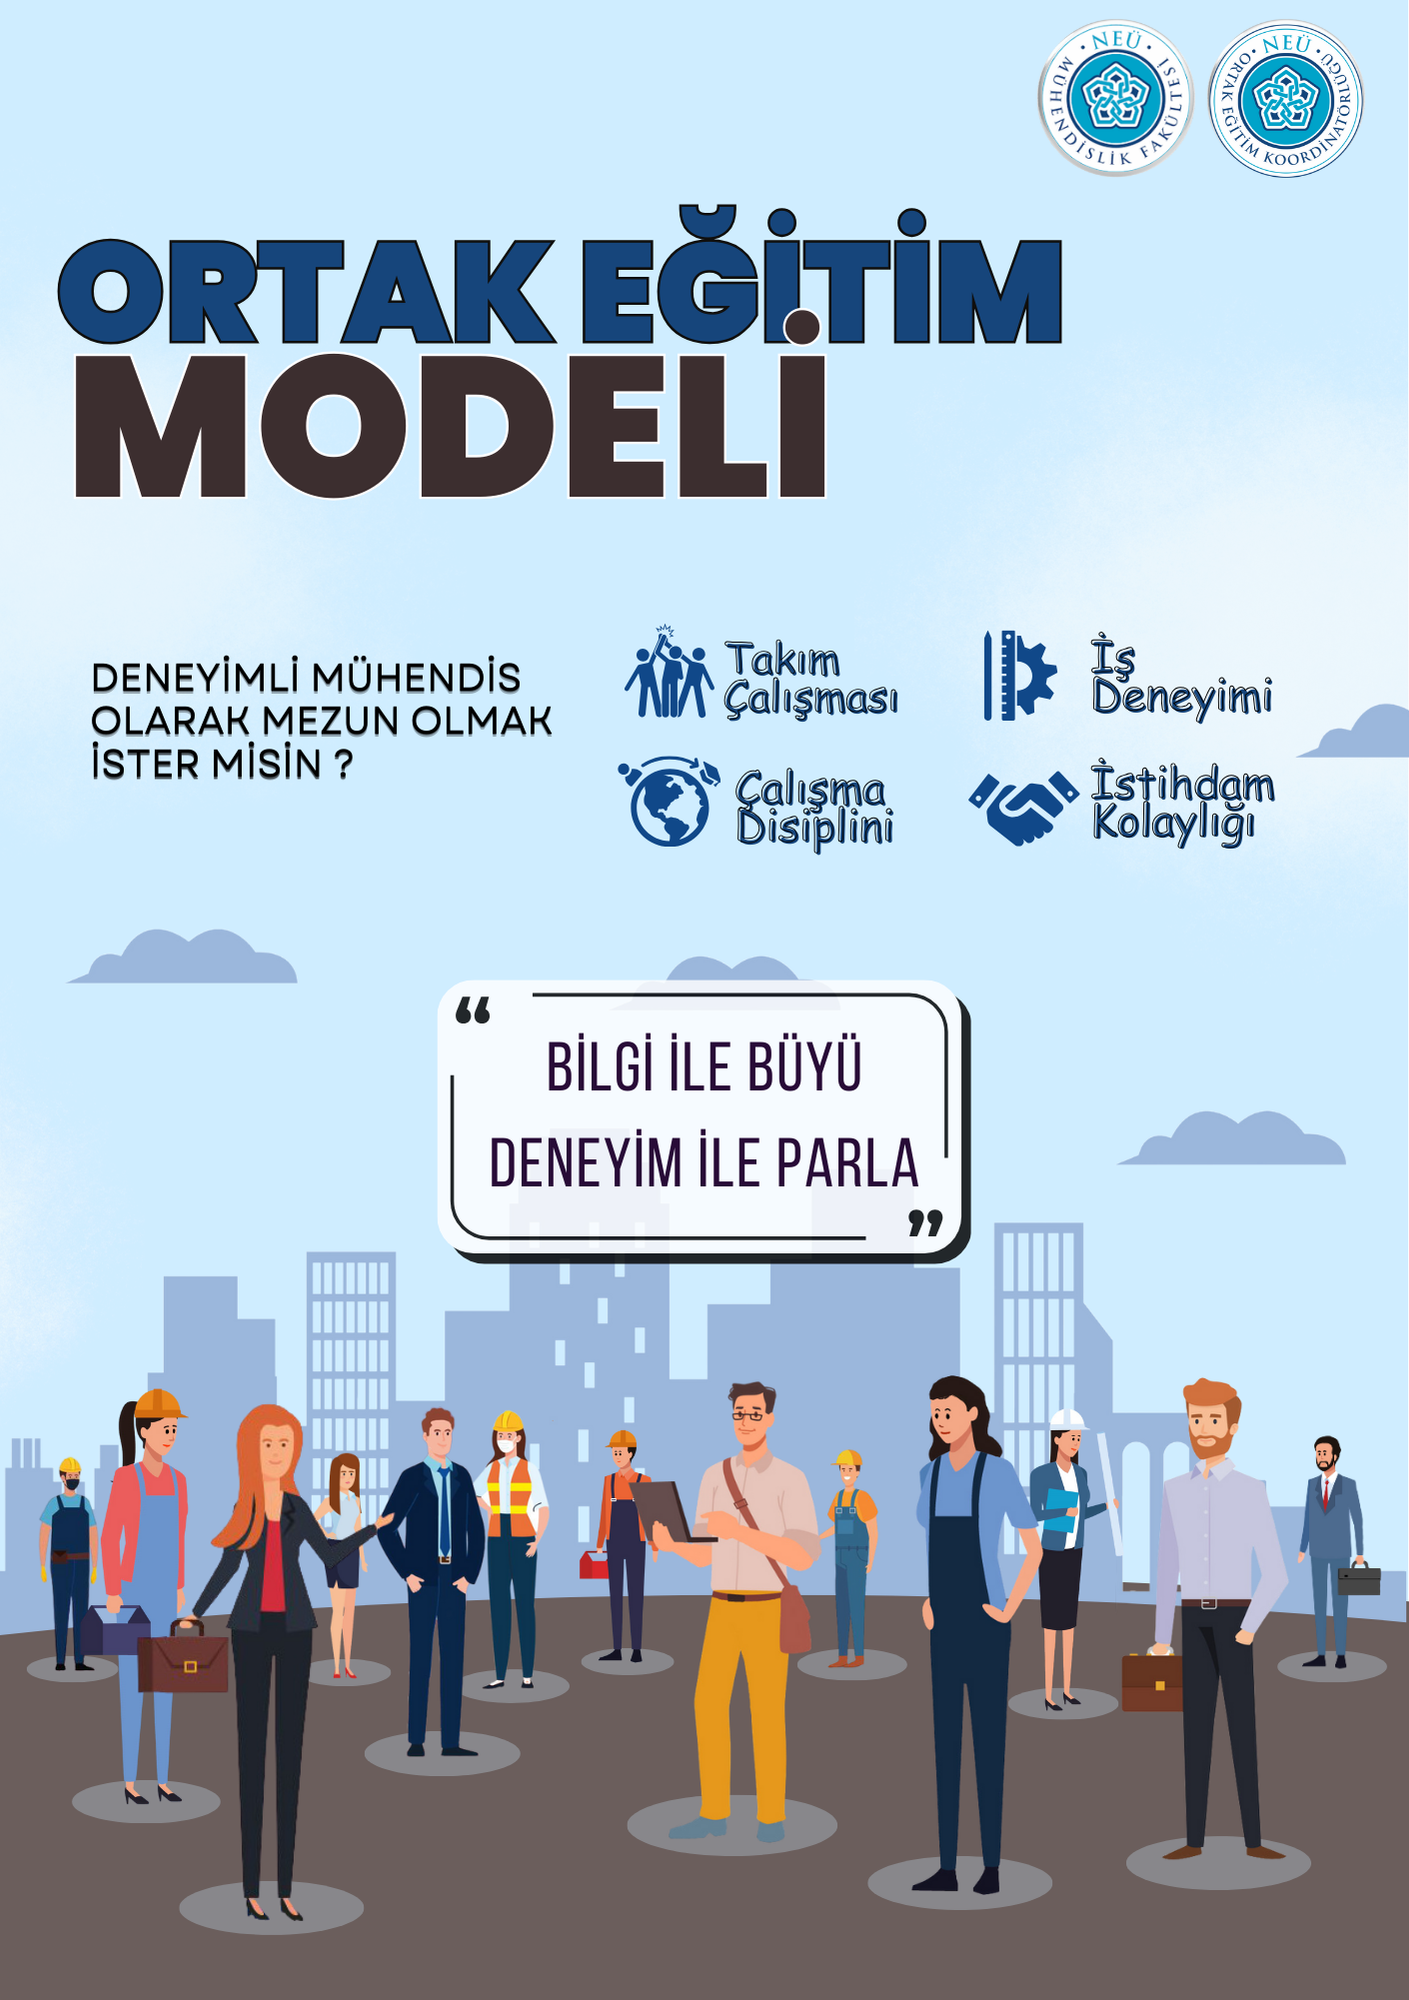 · NEÜ ·
MÜHENDİSLİK FAKÜLTESİ
· NEÜ ·
ORTAK EĞİTİM KOORDİNATÖRLÜĞÜ
ORTAK EĞİTİM
MODELİ
DENEYİMLİ MÜHENDİS
OLARAK MEZUN OLMAK
İSTER MİSİN ?
Takım
Çalışması
İş
Deneyimi
Çalışma
Disiplini
İstihdam
Kolaylığı
“
BİLGİ İLE BÜYÜ
DENEYİM İLE PARLA
”